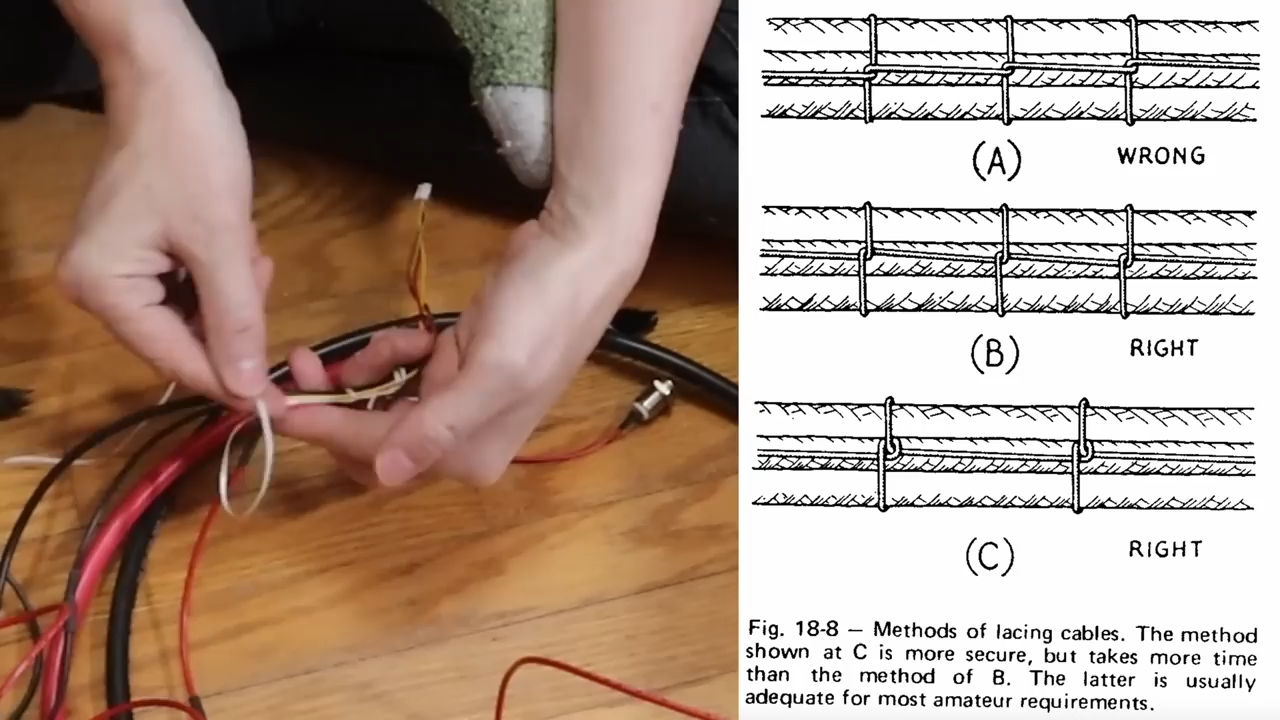 (A) WRONG
(B) RIGHT
(C) RIGHT
Fig. 18-8 — Methods of lacing cables. The method
shown at C is more secure, but takes more time
than the method of B. The latter is usually
adequate for most amateur requirements.